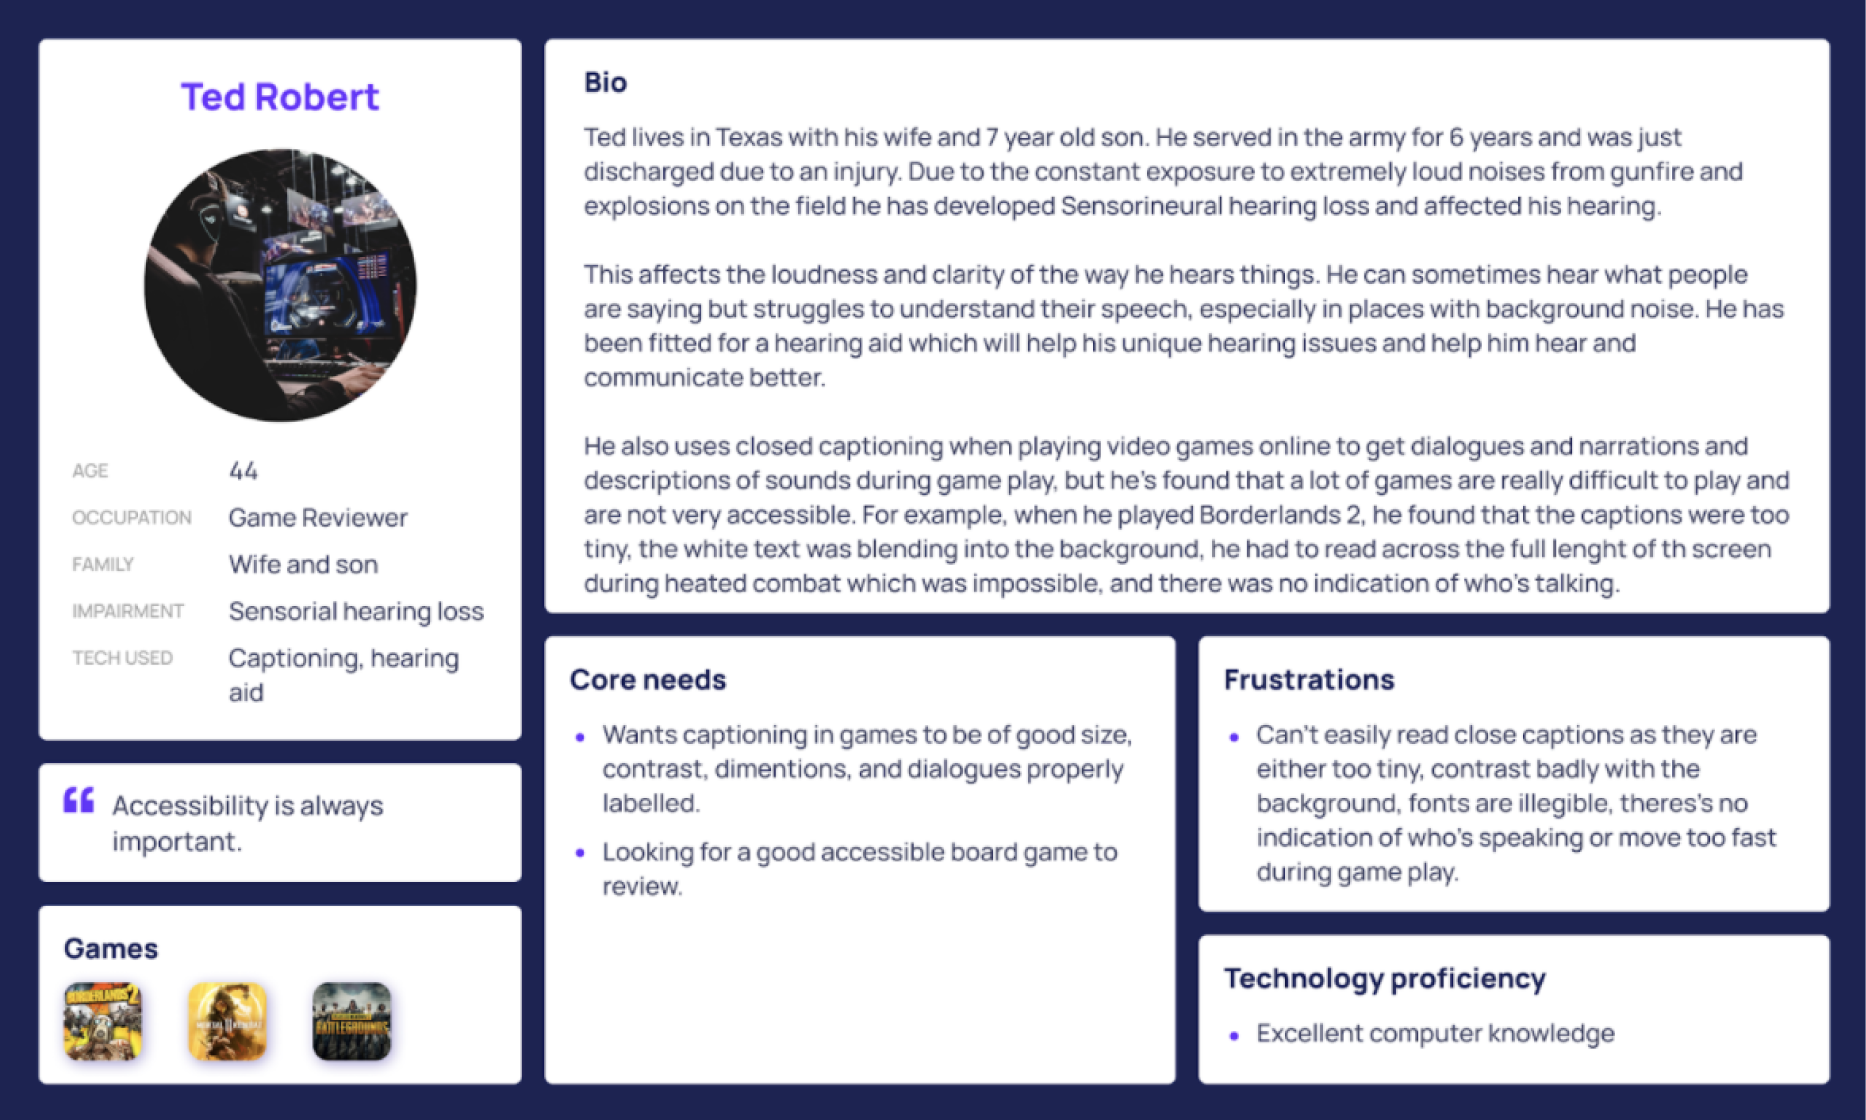 Ted Robert
AGE 44
OCCUPATION Game Reviewer
FAMILY Wife and son
IMPAIRMENT Sensorial hearing loss
TECH USED Captioning, hearing
aid
“ Accessibility is always
important.
Games
BORDERLANDS 2
MORTAL KOMBAT
BATTLEGROUNDS
Bio
Ted lives in Texas with his wife and 7 year old son. He served in the army for 6 years and was just
discharged due to an injury. Due to the constant exposure to extremely loud noises from gunfire and
explosions on the field he has developed Sensorineural hearing loss and affected his hearing.
This affects the loudness and clarity of the way he hears things. He can sometimes hear what people
are saying but struggles to understand their speech, especially in places with background noise. He has
been fitted for a hearing aid which will help his unique hearing issues and help him hear and
communicate better.
He also uses closed captioning when playing video games online to get dialogues and narrations and
descriptions of sounds during game play, but he's found that a lot of games are really difficult to play and
are not very accessible. For example, when he played Borderlands 2, he found that the captions were too
tiny, the white text was blending into the background, he had to read across the full lenght of th screen
during heated combat which was impossible, and there was no indication of who's talking.
Core needs
• Wants captioning in games to be of good size,
contrast, dimentions, and dialogues properly
labelled.
• Looking for a good accessible board game to
review.
Frustrations
• Can't easily read close captions as they are
either too tiny, contrast badly with the
background, fonts are illegible, theres's no
indication of who's speaking or move too fast
during game play.
Technology proficiency
• Excellent computer knowledge